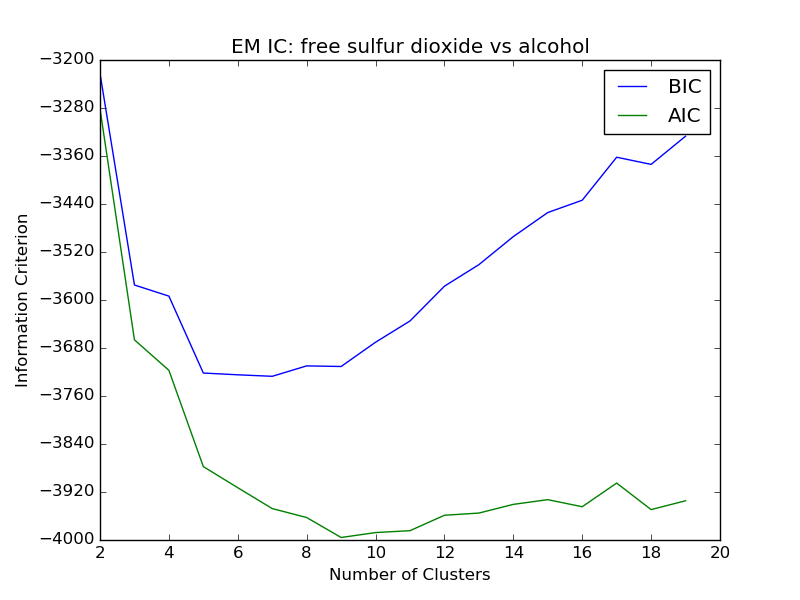 EM IC: free sulfur dioxide vs alcohol
BIC
AIC
−3200
−3280
−3360
−3440
−3520
−3600
−3680
−3760
−3840
−3920
−4000
Information Criterion
2 4 6 8 10 12 14 16 18 20
Number of Clusters